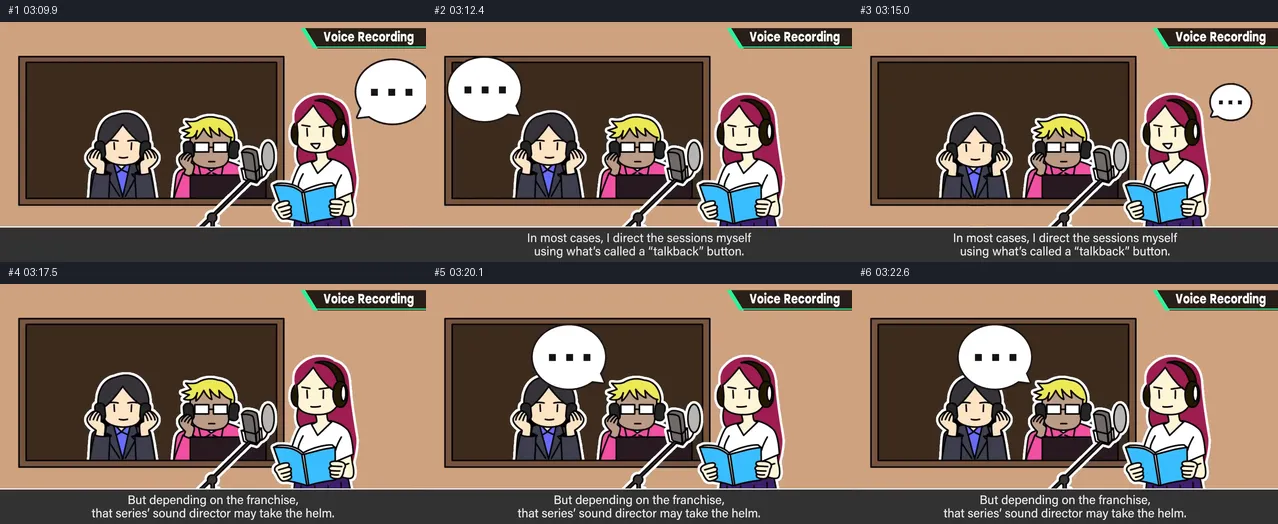 #1 03:09.9
Voice Recording
#2 03:12.4
Voice Recording
In most cases, I direct the sessions myself
using what's called a “talkback” button.
#3 03:15.0
Voice Recording
In most cases, I direct the sessions myself
using what's called a “talkback” button.
#4 03:17.5
Voice Recording
But depending on the franchise,
that series' sound director may take the helm.
#5 03:20.1
Voice Recording
But depending on the franchise,
that series' sound director may take the helm.
#6 03:22.6
Voice Recording
But depending on the franchise,
that series' sound director may take the helm.